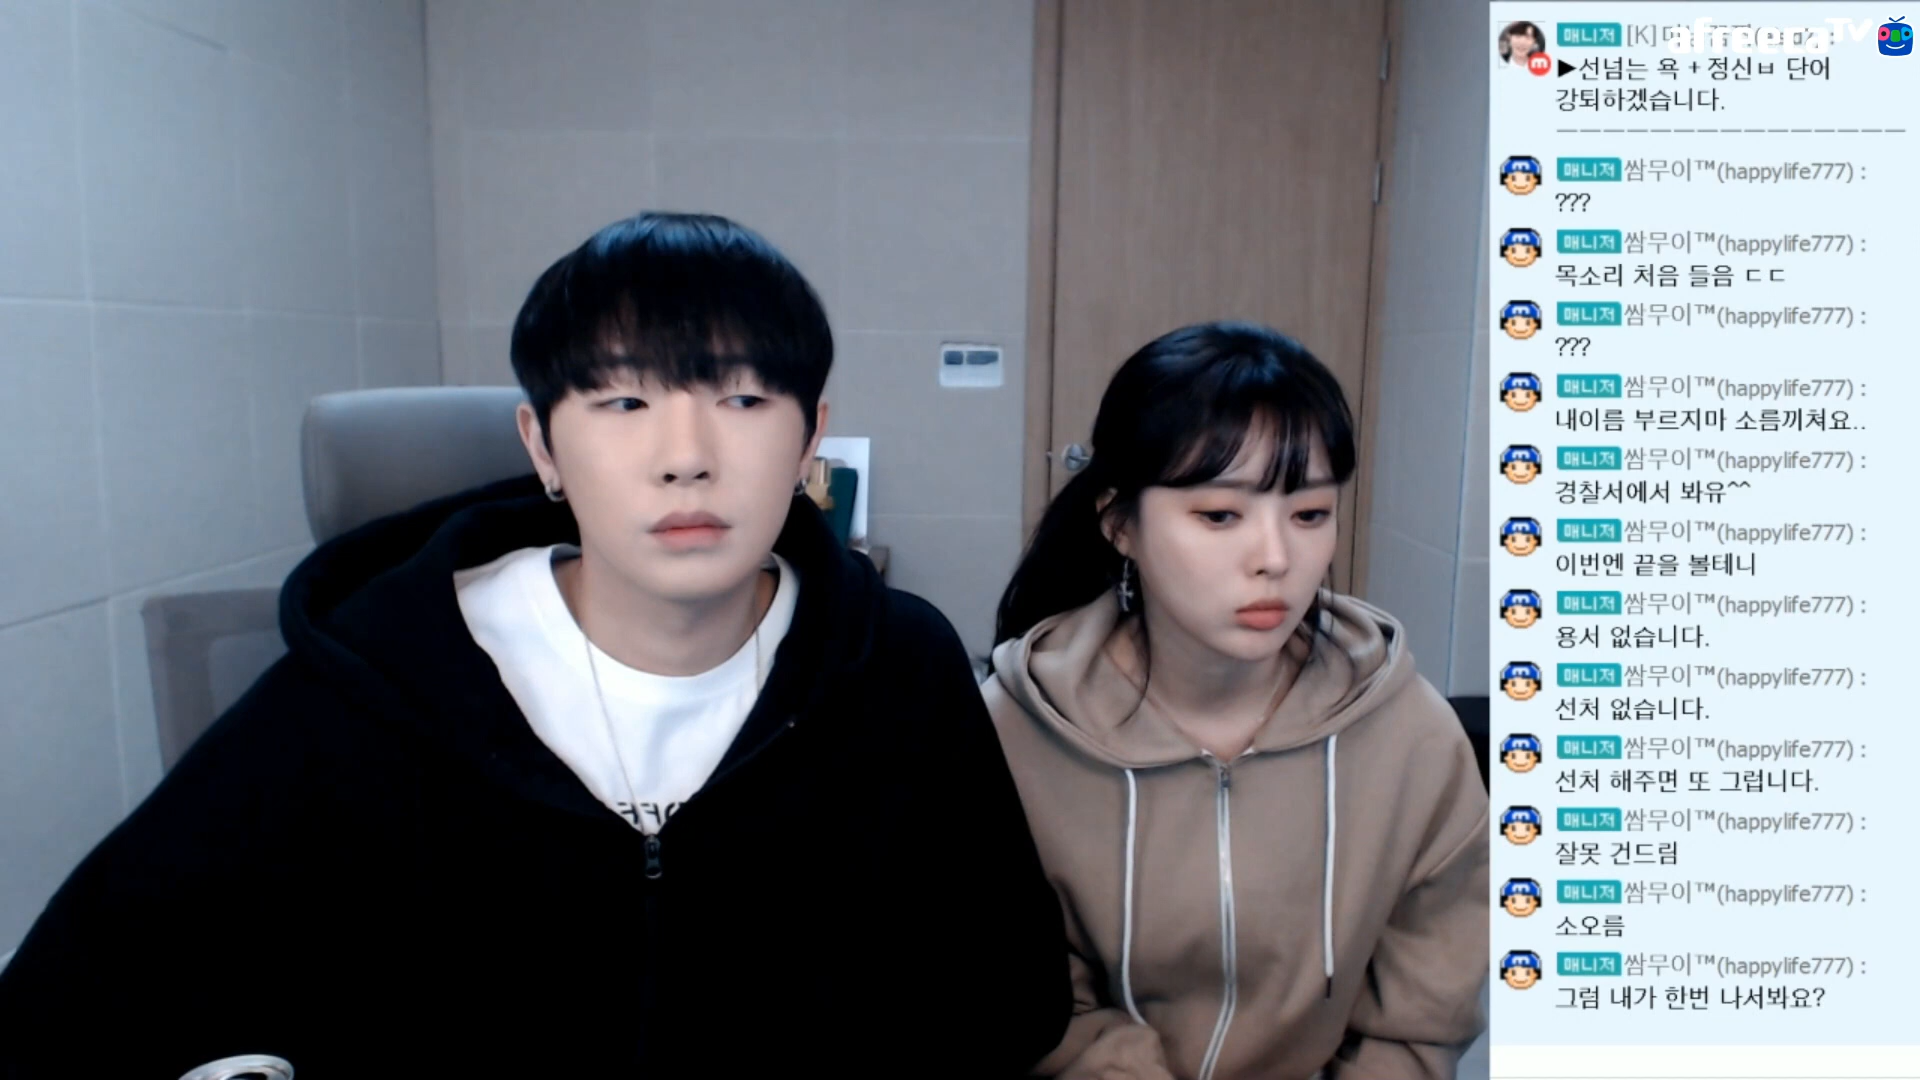 afreecaTV
매니저 [K]
▶선넘는 욕 + 정신ㅂ 단어
강퇴하겠습니다.
———————————————
매니저 쌈무이™(happylife777) :
???
매니저 쌈무이™(happylife777) :
목소리 처음 들음 ㄷㄷ
매니저 쌈무이™(happylife777) :
???
매니저 쌈무이™(happylife777) :
내이름 부르지마 소름끼쳐요..
매니저 쌈무이™(happylife777) :
경찰서에서 봐유^^
매니저 쌈무이™(happylife777) :
이번엔 끝을 볼테니
매니저 쌈무이™(happylife777) :
용서 없습니다.
매니저 쌈무이™(happylife777) :
선처 없습니다.
매니저 쌈무이™(happylife777) :
선처 해주면 또 그럽니다.
매니저 쌈무이™(happylife777) :
잘못 건드림
매니저 쌈무이™(happylife777) :
소오름
매니저 쌈무이™(happylife777) :
그럼 내가 한번 나서봐요?